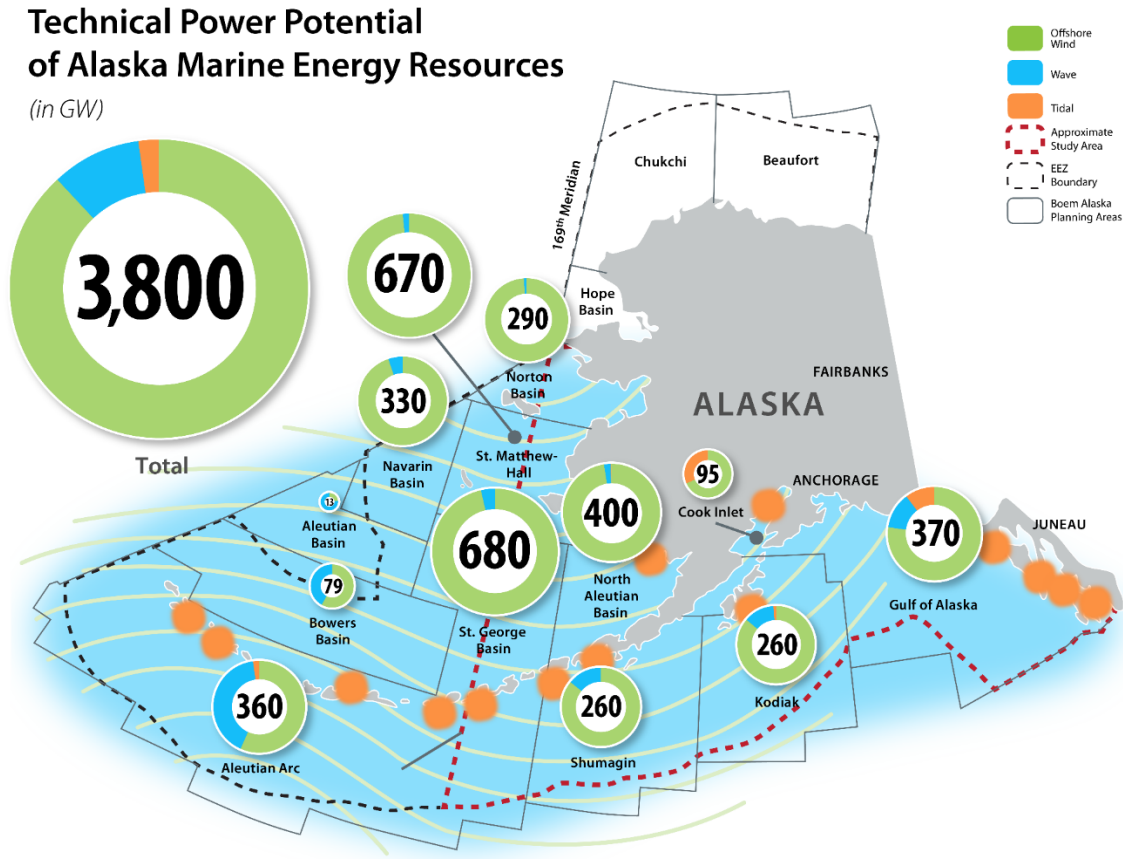 Technical Power Potential
of Alaska Marine Energy Resources
(in GW)
3,800
Total
Offshore
Wind
Wave
Tidal
Approximate
Study Area
EEZ
Boundary
Boem Alaska
Planning Areas
Chukchi
Beaufort
169th Meridian
Hope
Basin
670
290
Norton
Basin
330
Navarin
Basin
St. Matthew-
Hall
FAIRBANKS
ALASKA
13
Aleutian
Basin
680
400
95
Cook Inlet
ANCHORAGE
370
JUNEAU
79
Bowers
Basin
St. George
Basin
North
Aleutian
Basin
Gulf of Alaska
260
Kodiak
360
Aleutian Arc
260
Shumagin